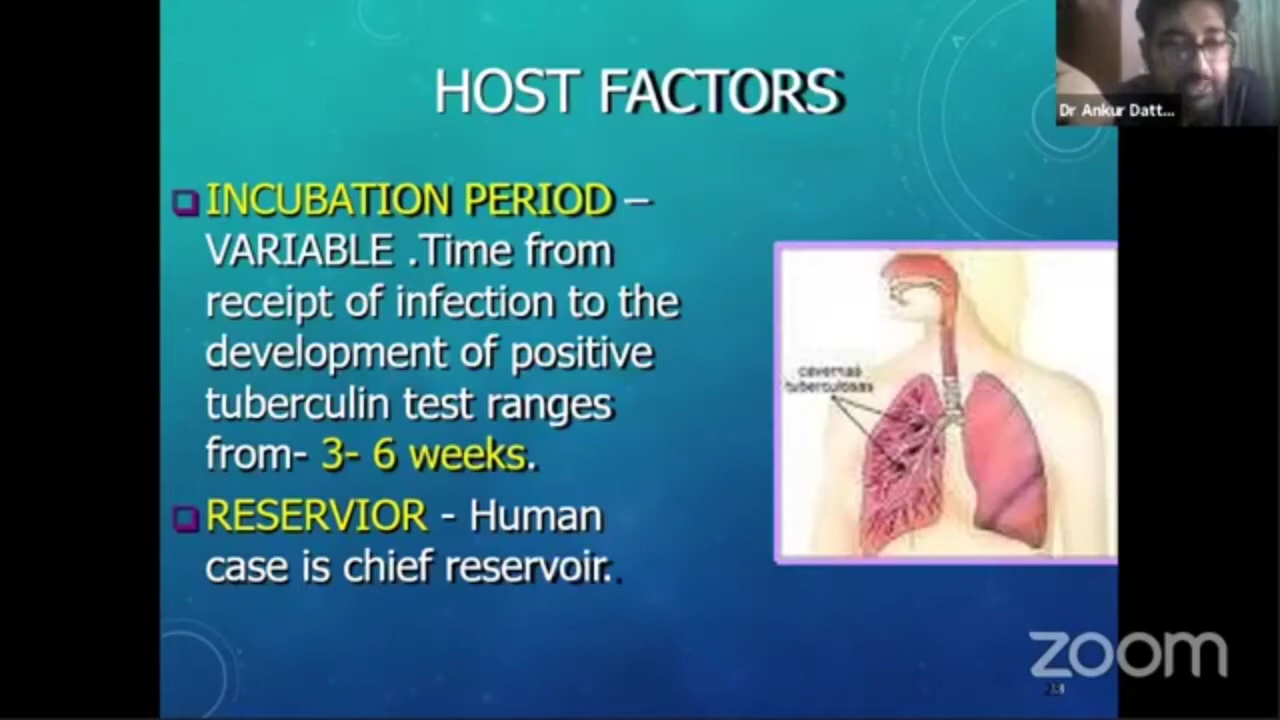 HOST FACTORS
Dr Ankur Datt...
INCUBATION PERIOD –
VARIABLE .Time from
receipt of infection to the
development of positive
tuberculin test ranges
from- 3- 6 weeks.
RESERVIOR - Human
case is chief reservoir..
cavernas
tuberculosas
zoom